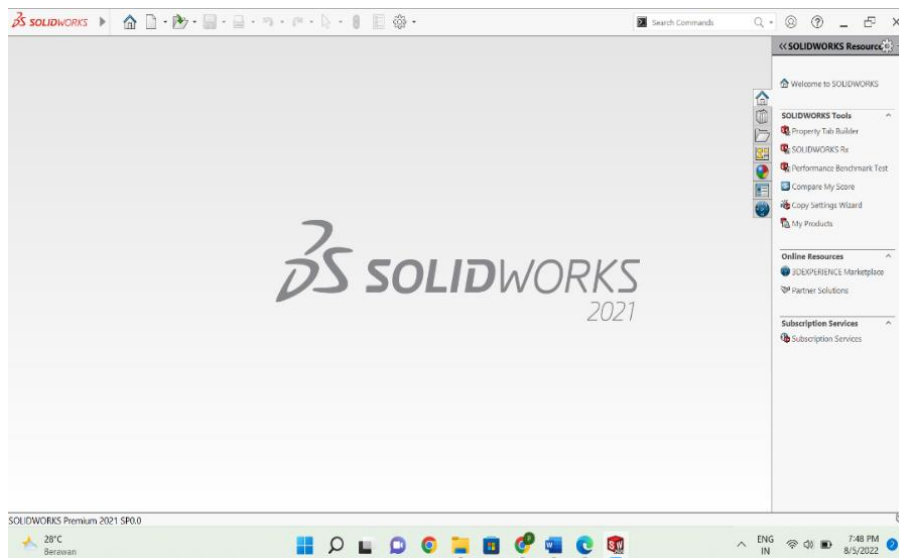 SOLIDWORKS
Search Commands
SOLIDWORKS Resourc
Welcome to SOLIDWORKS
SOLIDWORKS Tools
Property Tab Builder
SOLIDWORKS Rx
Performance Benchmark Test
Compare My Score
Copy Settings Wizard
My Products
Online Resources
3DEXPERIENCE Marketplace
Partner Solutions
Subscription Services
Subscription Services
SOLIDWORKS
2021
SOLIDWORKS Premium 2021 SP0.0
28°C
Berawan
ENG
IN
7:48 PM
8/5/2022
2